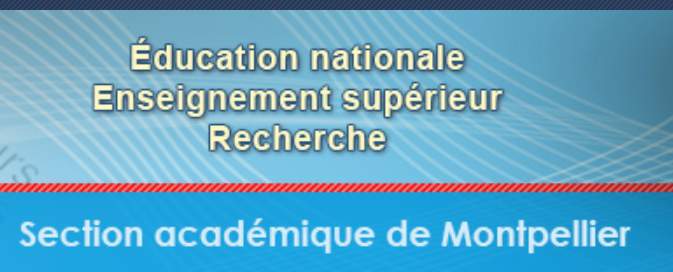 Éducation nationale
Enseignement supérieur
Recherche
Section académique de Montpellier